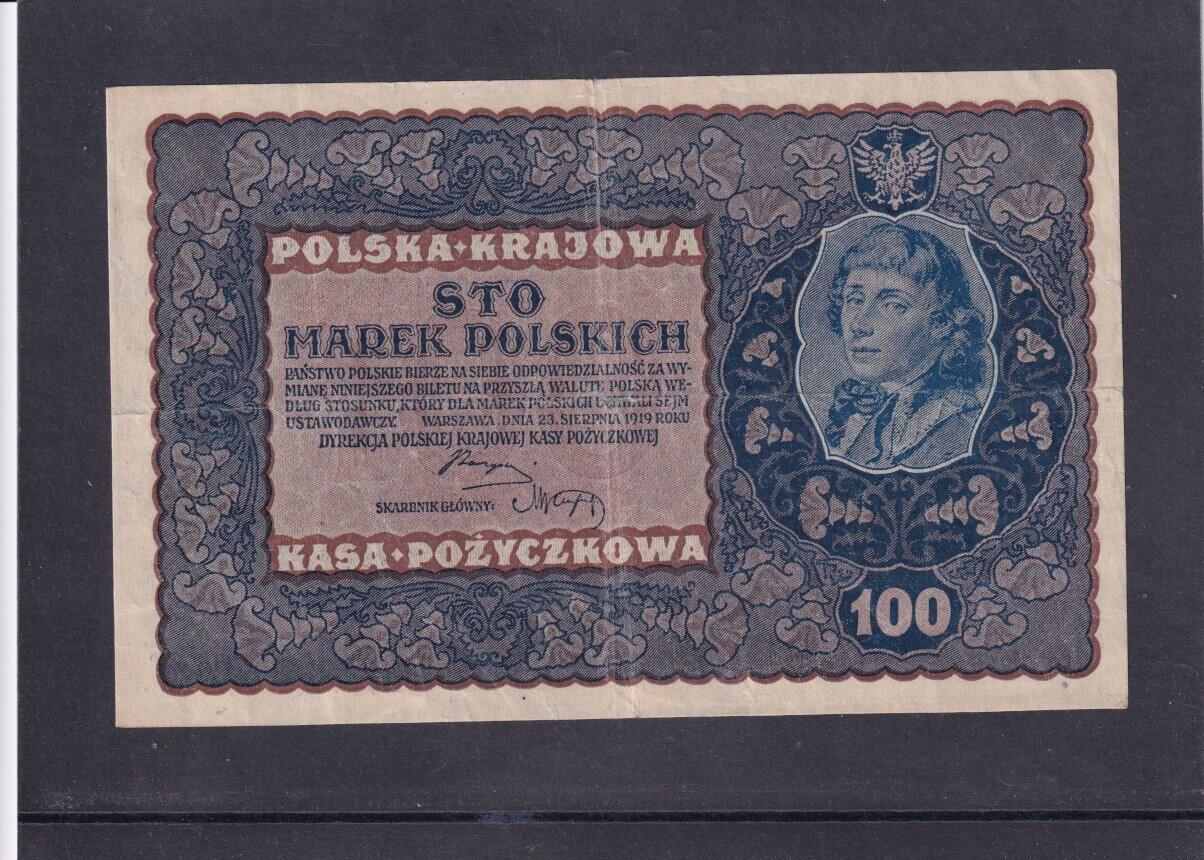 POLSKA·KRAJOWA
STO
MAREK POLSKICH
PAŃSTWO POLSKIE BIERZE NA SIEBIE ODPOWIEDZIALNOŚĆ ZA WY-
MIANĘ NINIEJSZEGO BILETU NA PRZYSZŁĄ WALUTĘ POLSKĄ WE-
DŁUG STOSUNKU, KTÓRY DLA MAREK POLSKICH UCHWALI SEJM
USTAWODAWCZY. WARSZAWA, DNIA 23. SIERPNIA 1919 ROKU
DYREKCJA POLSKIEJ KRAJOWEJ KASY POŻYCZKOWEJ
SKARBNIK GŁÓWNY:
KASA·POŻYCZKOWA
100